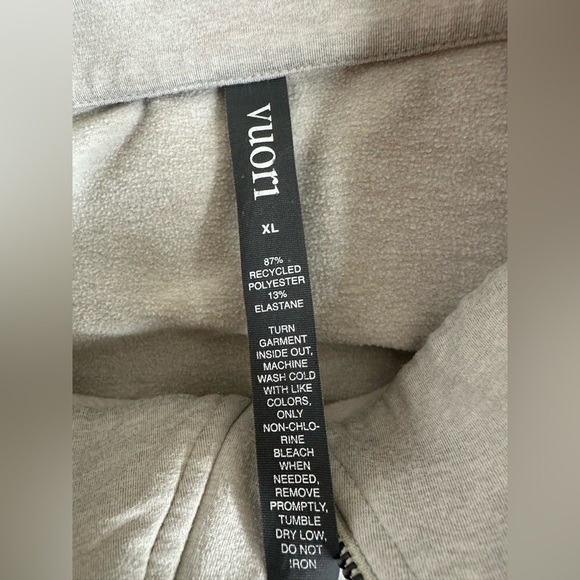 vuori
XL
87%
RECYCLED
POLYESTER
13%
ELASTANE
TURN
GARMENT
INSIDE OUT,
MACHINE
WASH COLD
WITH LIKE
COLORS,
ONLY
NON-CHLO-
RINE
BLEACH
WHEN
NEEDED,
REMOVE
PROMPTLY,
TUMBLE
DRY LOW,
DO NOT
IRON